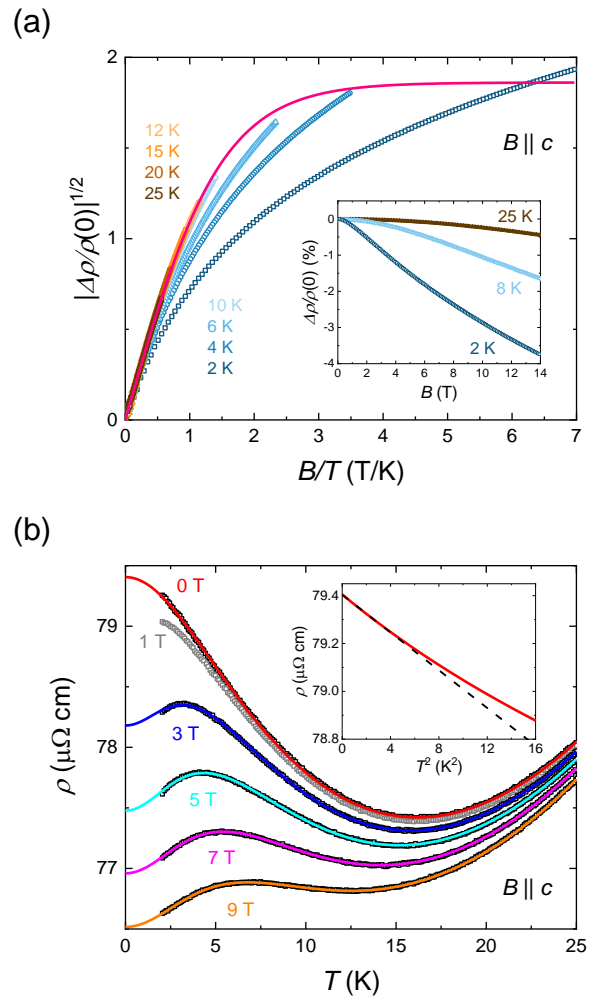 (a)
2
1
0
|Δρ/ρ(0)|^{1/2}
12 K
15 K
20 K
25 K
10 K
6 K
4 K
2 K
B || c
0
-1
-2
-3
-4
Δρ/ρ(0) (%)
25 K
8 K
2 K
0 2 4 6 8 10 12 14
B (T)
0 1 2 3 4 5 6 7
B/T (T/K)
(b)
79
78
77
ρ (μΩ cm)
0 T
1 T
3 T
5 T
7 T
9 T
79.4
79.2
79.0
78.8
ρ (μΩ cm)
0 4 8 12 16
T² (K²)
B || c
0 5 10 15 20 25
T (K)